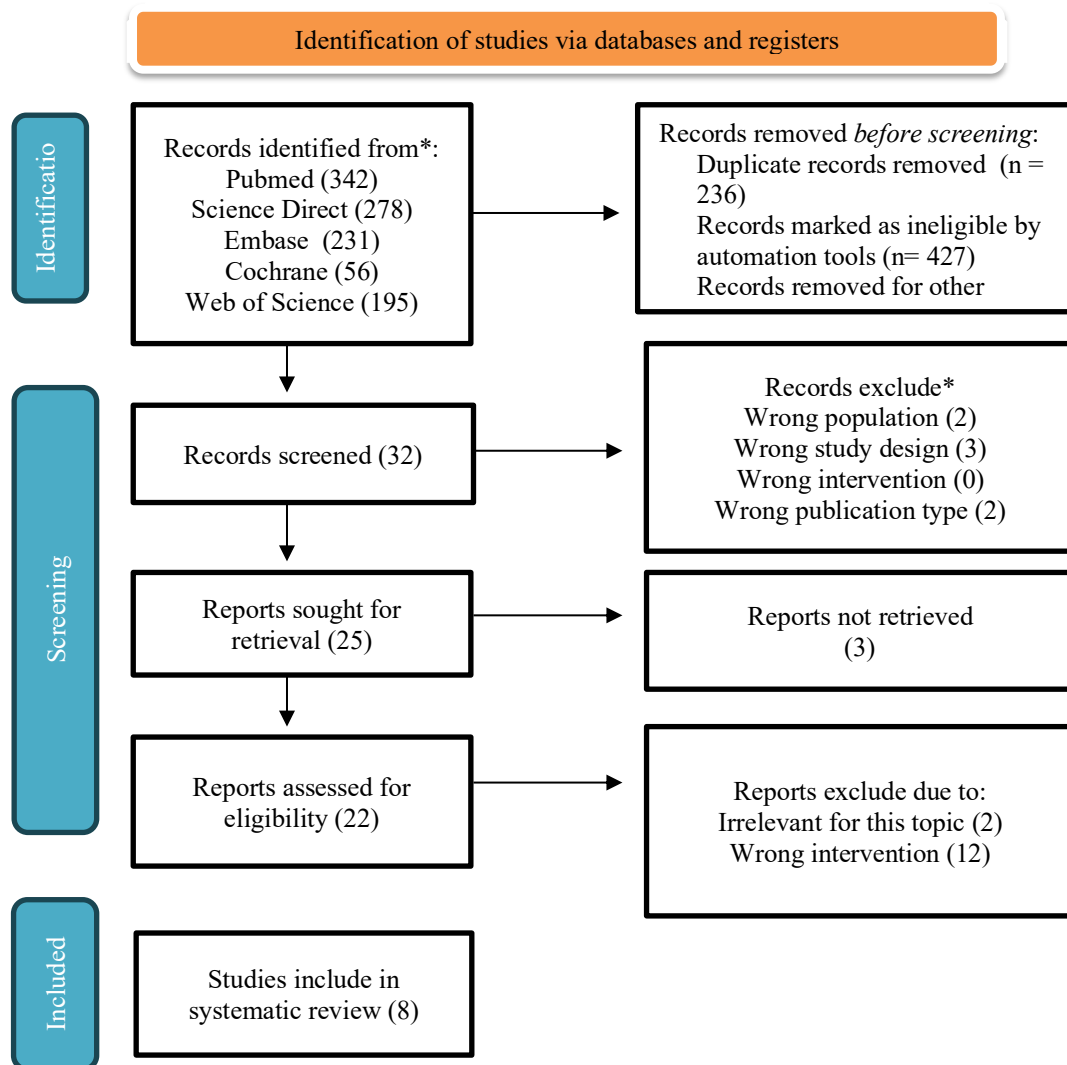 Identification of studies via databases and registers
Identificatio
Records identified from*:
Pubmed (342)
Science Direct (278)
Embase  (231)
Cochrane (56)
Web of Science (195)
Records removed before screening:
Duplicate records removed  (n =
236)
Records marked as ineligible by
automation tools (n= 427)
Records removed for other
Screening
Records screened (32)
Records exclude*
Wrong population (2)
Wrong study design (3)
Wrong intervention (0)
Wrong publication type (2)
Reports sought for
retrieval (25)
Reports not retrieved
(3)
Reports assessed for
eligibility (22)
Reports exclude due to:
Irrelevant for this topic (2)
Wrong intervention (12)
Included
Studies include in
systematic review (8)